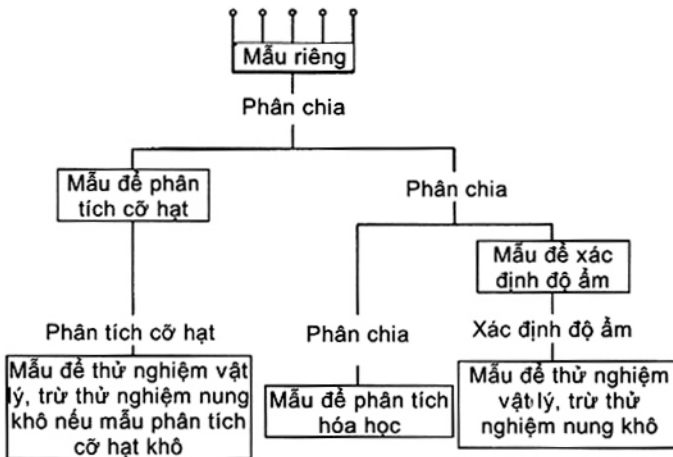 Mẫu riêng
Phân chia
Mẫu để phân
tích cỡ hạt
Phân chia
Mẫu để xác
định độ ẩm
Phân tích cỡ hạt
Phân chia
Xác định độ ẩm
Mẫu để thử nghiệm vật
lý, trừ thử nghiệm nung
khô nếu mẫu phân tích
cỡ hạt khô
Mẫu để phân tích
hóa học
Mẫu để thử nghiệm
vật lý, trừ thử
nghiệm nung khô